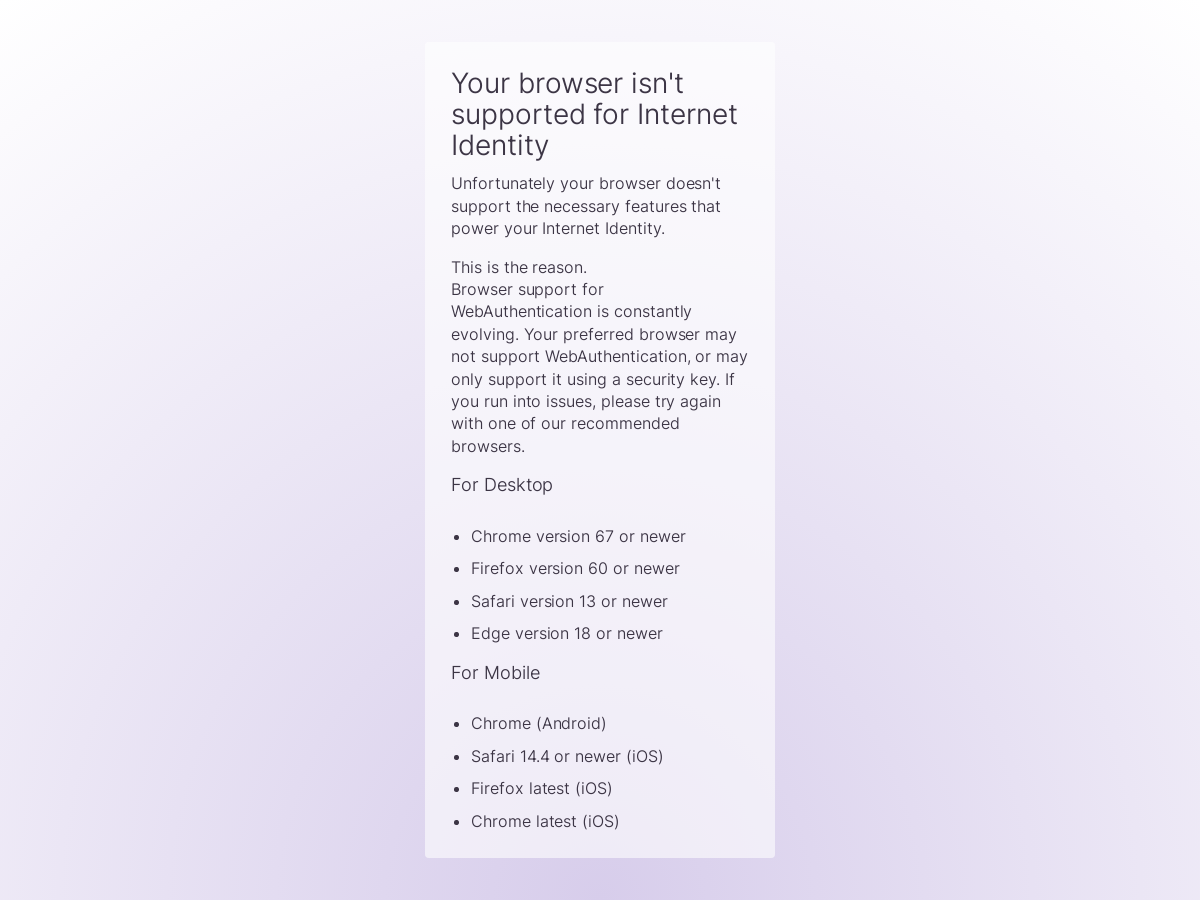 Your browser isn't
supported for Internet
Identity
Unfortunately your browser doesn't
support the necessary features that
power your Internet Identity.
This is the reason.
Browser support for
WebAuthentication is constantly
evolving. Your preferred browser may
not support WebAuthentication, or may
only support it using a security key. If
you run into issues, please try again
with one of our recommended
browsers.
For Desktop
• Chrome version 67 or newer
• Firefox version 60 or newer
• Safari version 13 or newer
• Edge version 18 or newer
For Mobile
• Chrome (Android)
• Safari 14.4 or newer (iOS)
• Firefox latest (iOS)
• Chrome latest (iOS)